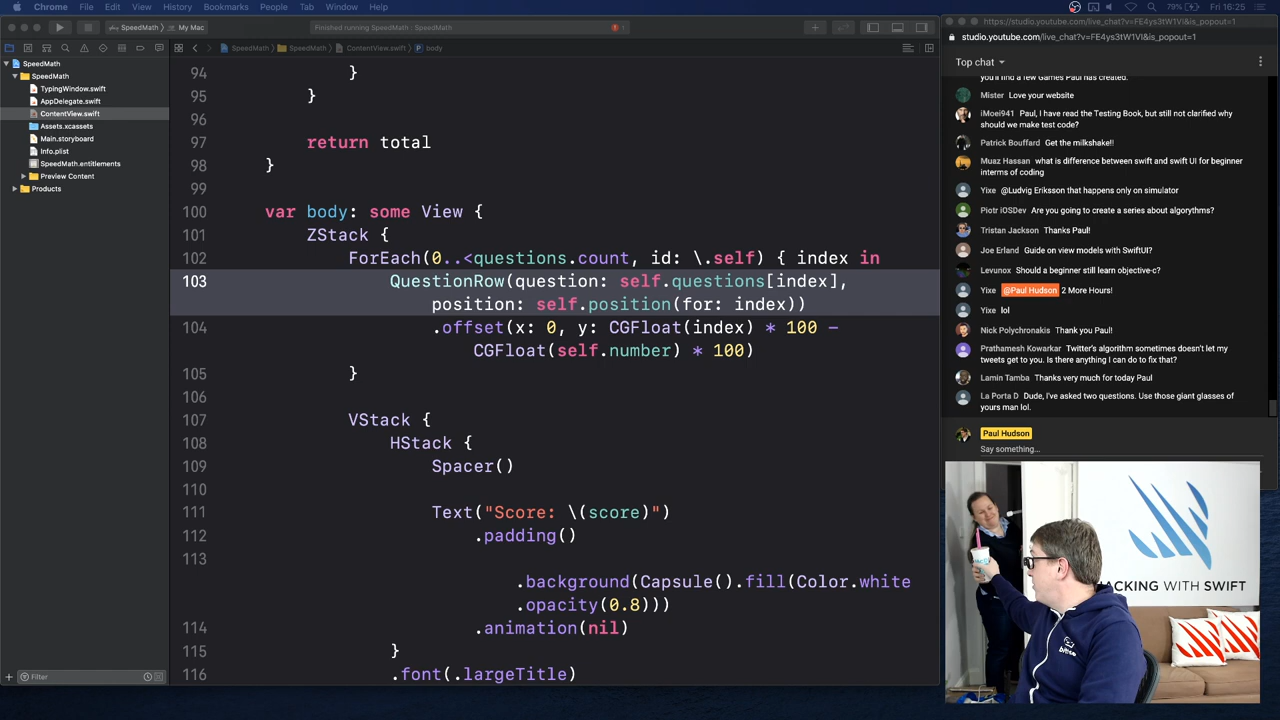 Chrome File Edit View History Bookmarks People Tab Window Help 79% Fri 16:25
SpeedMath My Mac Finished running SpeedMath : SpeedMath 1
SpeedMath SpeedMath ContentView.swift body
SpeedMath
SpeedMath
TypingWindow.swift
AppDelegate.swift
ContentView.swift
Assets.xcassets
Main.storyboard
Info.plist
SpeedMath.entitlements
Preview Content
Products
Filter
94 }
95 }
96
97 return total
98 }
99
100 var body: some View {
101 ZStack {
102 ForEach(0..<questions.count, id: \.self) { index in
103 QuestionRow(question: self.questions[index],
position: self.position(for: index))
104 .offset(x: 0, y: CGFloat(index) * 100 -
CGFloat(self.number) * 100)
105 }
106
107 VStack {
108 HStack {
109 Spacer()
110
111 Text("Score: \(score)")
112 .padding()
113
.background(Capsule().fill(Color.white
.opacity(0.8)))
114 .animation(nil)
115 }
116 .font(.largeTitle)
https://studio.youtube.com/live_chat?v=FE4ys3tW1VI&is_popout=1
studio.youtube.com/live_chat?v=FE4ys3tW1VI&is_popout=1
Top chat
you'll find a few Games Paul has created.
Mister Love your website
iMoei941 Paul, I have read the Testing Book, but still not clarified why
should we make test code?
Patrick Bouffard Get the milkshake!!
Muaz Hassan what is difference between swift and swift UI for beginner
interms of coding
Yixe @Ludvig Eriksson that happens only on simulator
Piotr iOSDev Are you going to create a series about algorythms?
Tristan Jackson Thanks Paul!
Joe Erland Guide on view models with SwiftUI?
Levunox Should a beginner still learn objective-c?
Yixe @Paul Hudson 2 More Hours!
Yixe lol
Nick Polychronakis Thank you Paul!
Prathamesh Kowarkar Twitter's algorithm sometimes doesn't let my
tweets get to you. Is there anything I can do to fix that?
Lamin Tamba Thanks very much for today Paul
La Porta D Dude, I've asked two questions. Use those giant glasses of
yours man lol.
Paul Hudson
Say something...
HACKING WITH SWIFT